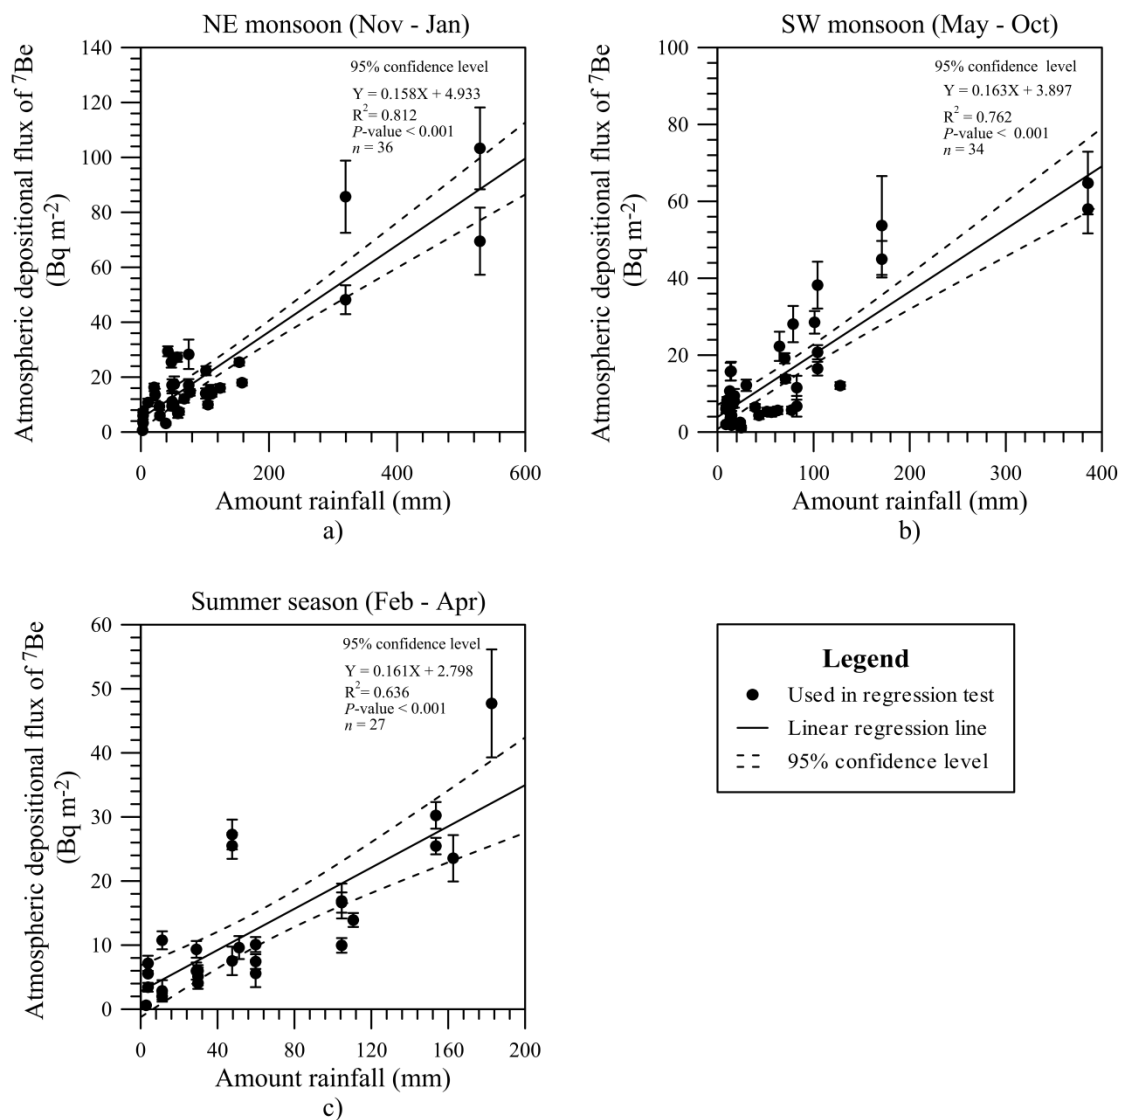 NE monsoon (Nov - Jan)
Atmospheric depositional flux of ⁷Be
(Bq m⁻²)
140
120
100
80
60
40
20
0
95% confidence level
Y = 0.158X + 4.933
R² = 0.812
P-value < 0.001
n = 36
0 200 400 600
Amount rainfall (mm)
a)
SW monsoon (May - Oct)
Atmospheric depositional flux of ⁷Be
(Bq m⁻²)
100
80
60
40
20
0
95% confidence level
Y = 0.163X + 3.897
R² = 0.762
P-value < 0.001
n = 34
0 100 200 300 400
Amount rainfall (mm)
b)
Summer season (Feb - Apr)
Atmospheric depositional flux of ⁷Be
(Bq m⁻²)
60
50
40
30
20
10
0
95% confidence level
Y = 0.161X + 2.798
R² = 0.636
P-value < 0.001
n = 27
0 40 80 120 160 200
Amount rainfall (mm)
c)
Legend
Used in regression test
Linear regression line
95% confidence level